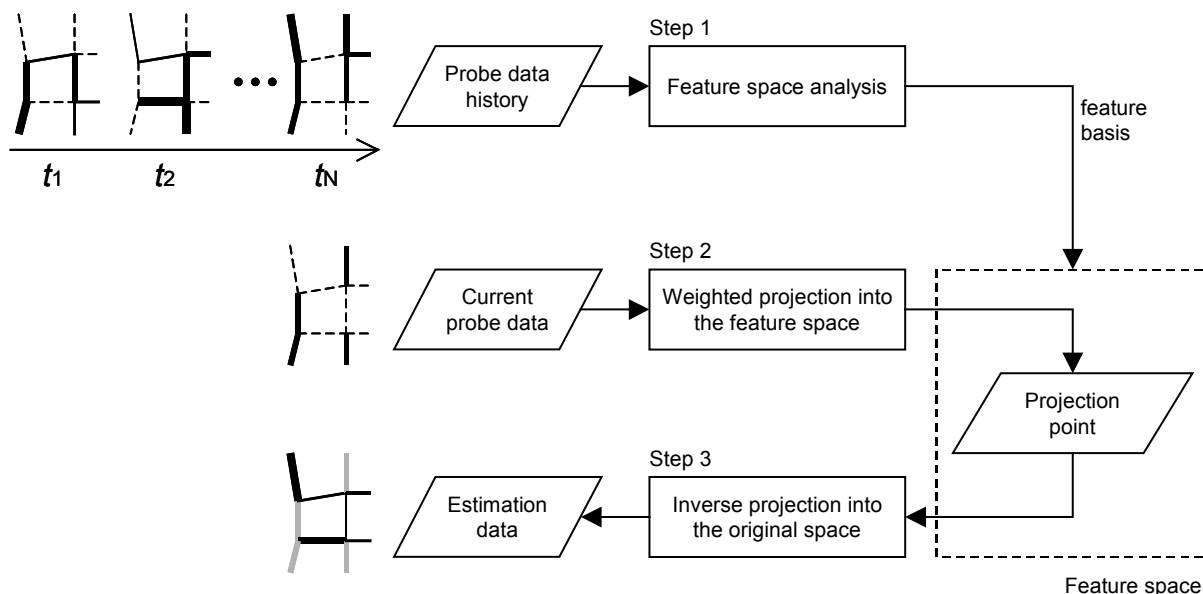 Step 1
Probe data
history
Feature space analysis
feature
basis
t1
t2
tN
Step 2
Current
probe data
Weighted projection into
the feature space
Projection
point
Step 3
Estimation
data
Inverse projection into
the original space
Feature space